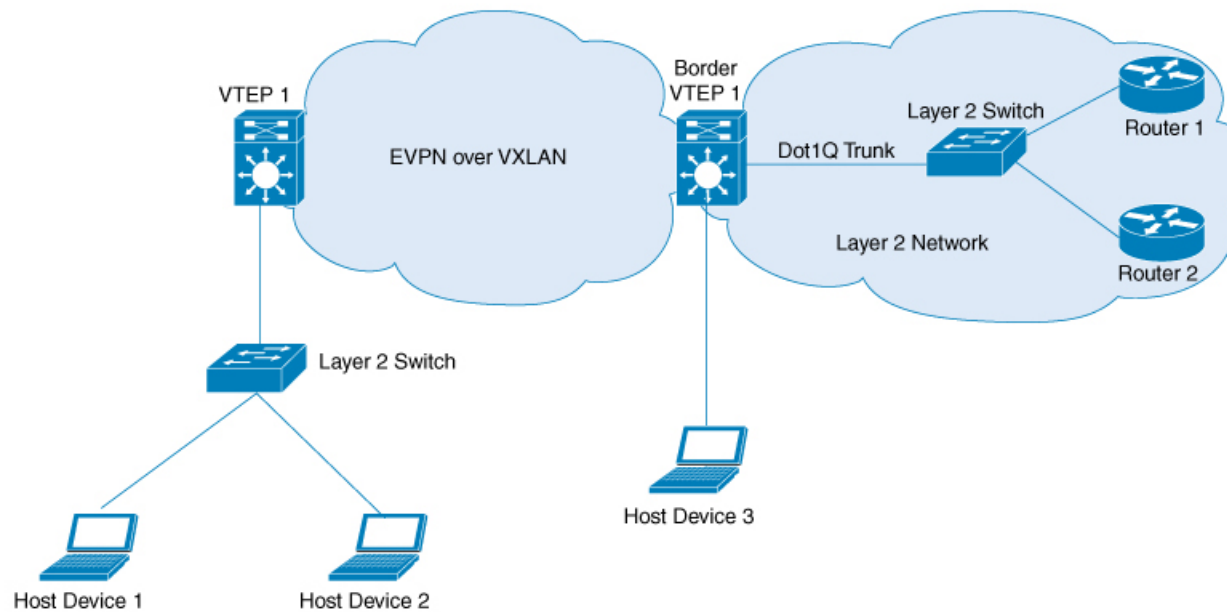 VTEP 1
Border
VTEP 1
EVPN over VXLAN
Dot1Q Trunk
Layer 2 Switch
Router 1
Layer 2 Network
Router 2
Layer 2 Switch
Host Device 3
Host Device 1
Host Device 2